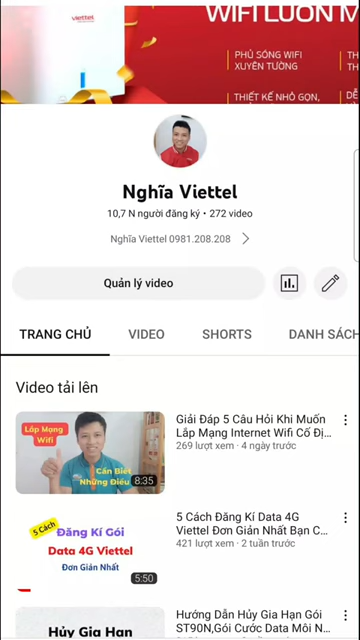 viettel
WIFI LUÔN M
PHỦ SÓNG WIFI
XUYÊN TƯỜNG
THIẾT KẾ NHỎ GỌN,
Nghĩa Viettel
10,7 N người đăng ký • 272 video
Nghĩa Viettel 0981.208.208
Quản lý video
TRANG CHỦ
VIDEO
SHORTS
DANH SÁCH
Video tải lên
Lắp Mạng
Wifi
Cần Biết
Những Điều
8:35
Giải Đáp 5 Câu Hỏi Khi Muốn
Lắp Mạng Internet Wifi Cố Đị...
269 lượt xem · 4 ngày trước
5 Cách
Đăng Kí Gói
Data 4G Viettel
Đơn Giản Nhất
5:50
5 Cách Đăng Kí Data 4G
Viettel Đơn Giản Nhất Bạn C...
421 lượt xem · 2 tuần trước
Hủy Gia Hạn
Hướng Dẫn Hủy Gia Hạn Gói
ST90N,Gói Cước Data Mỗi N...